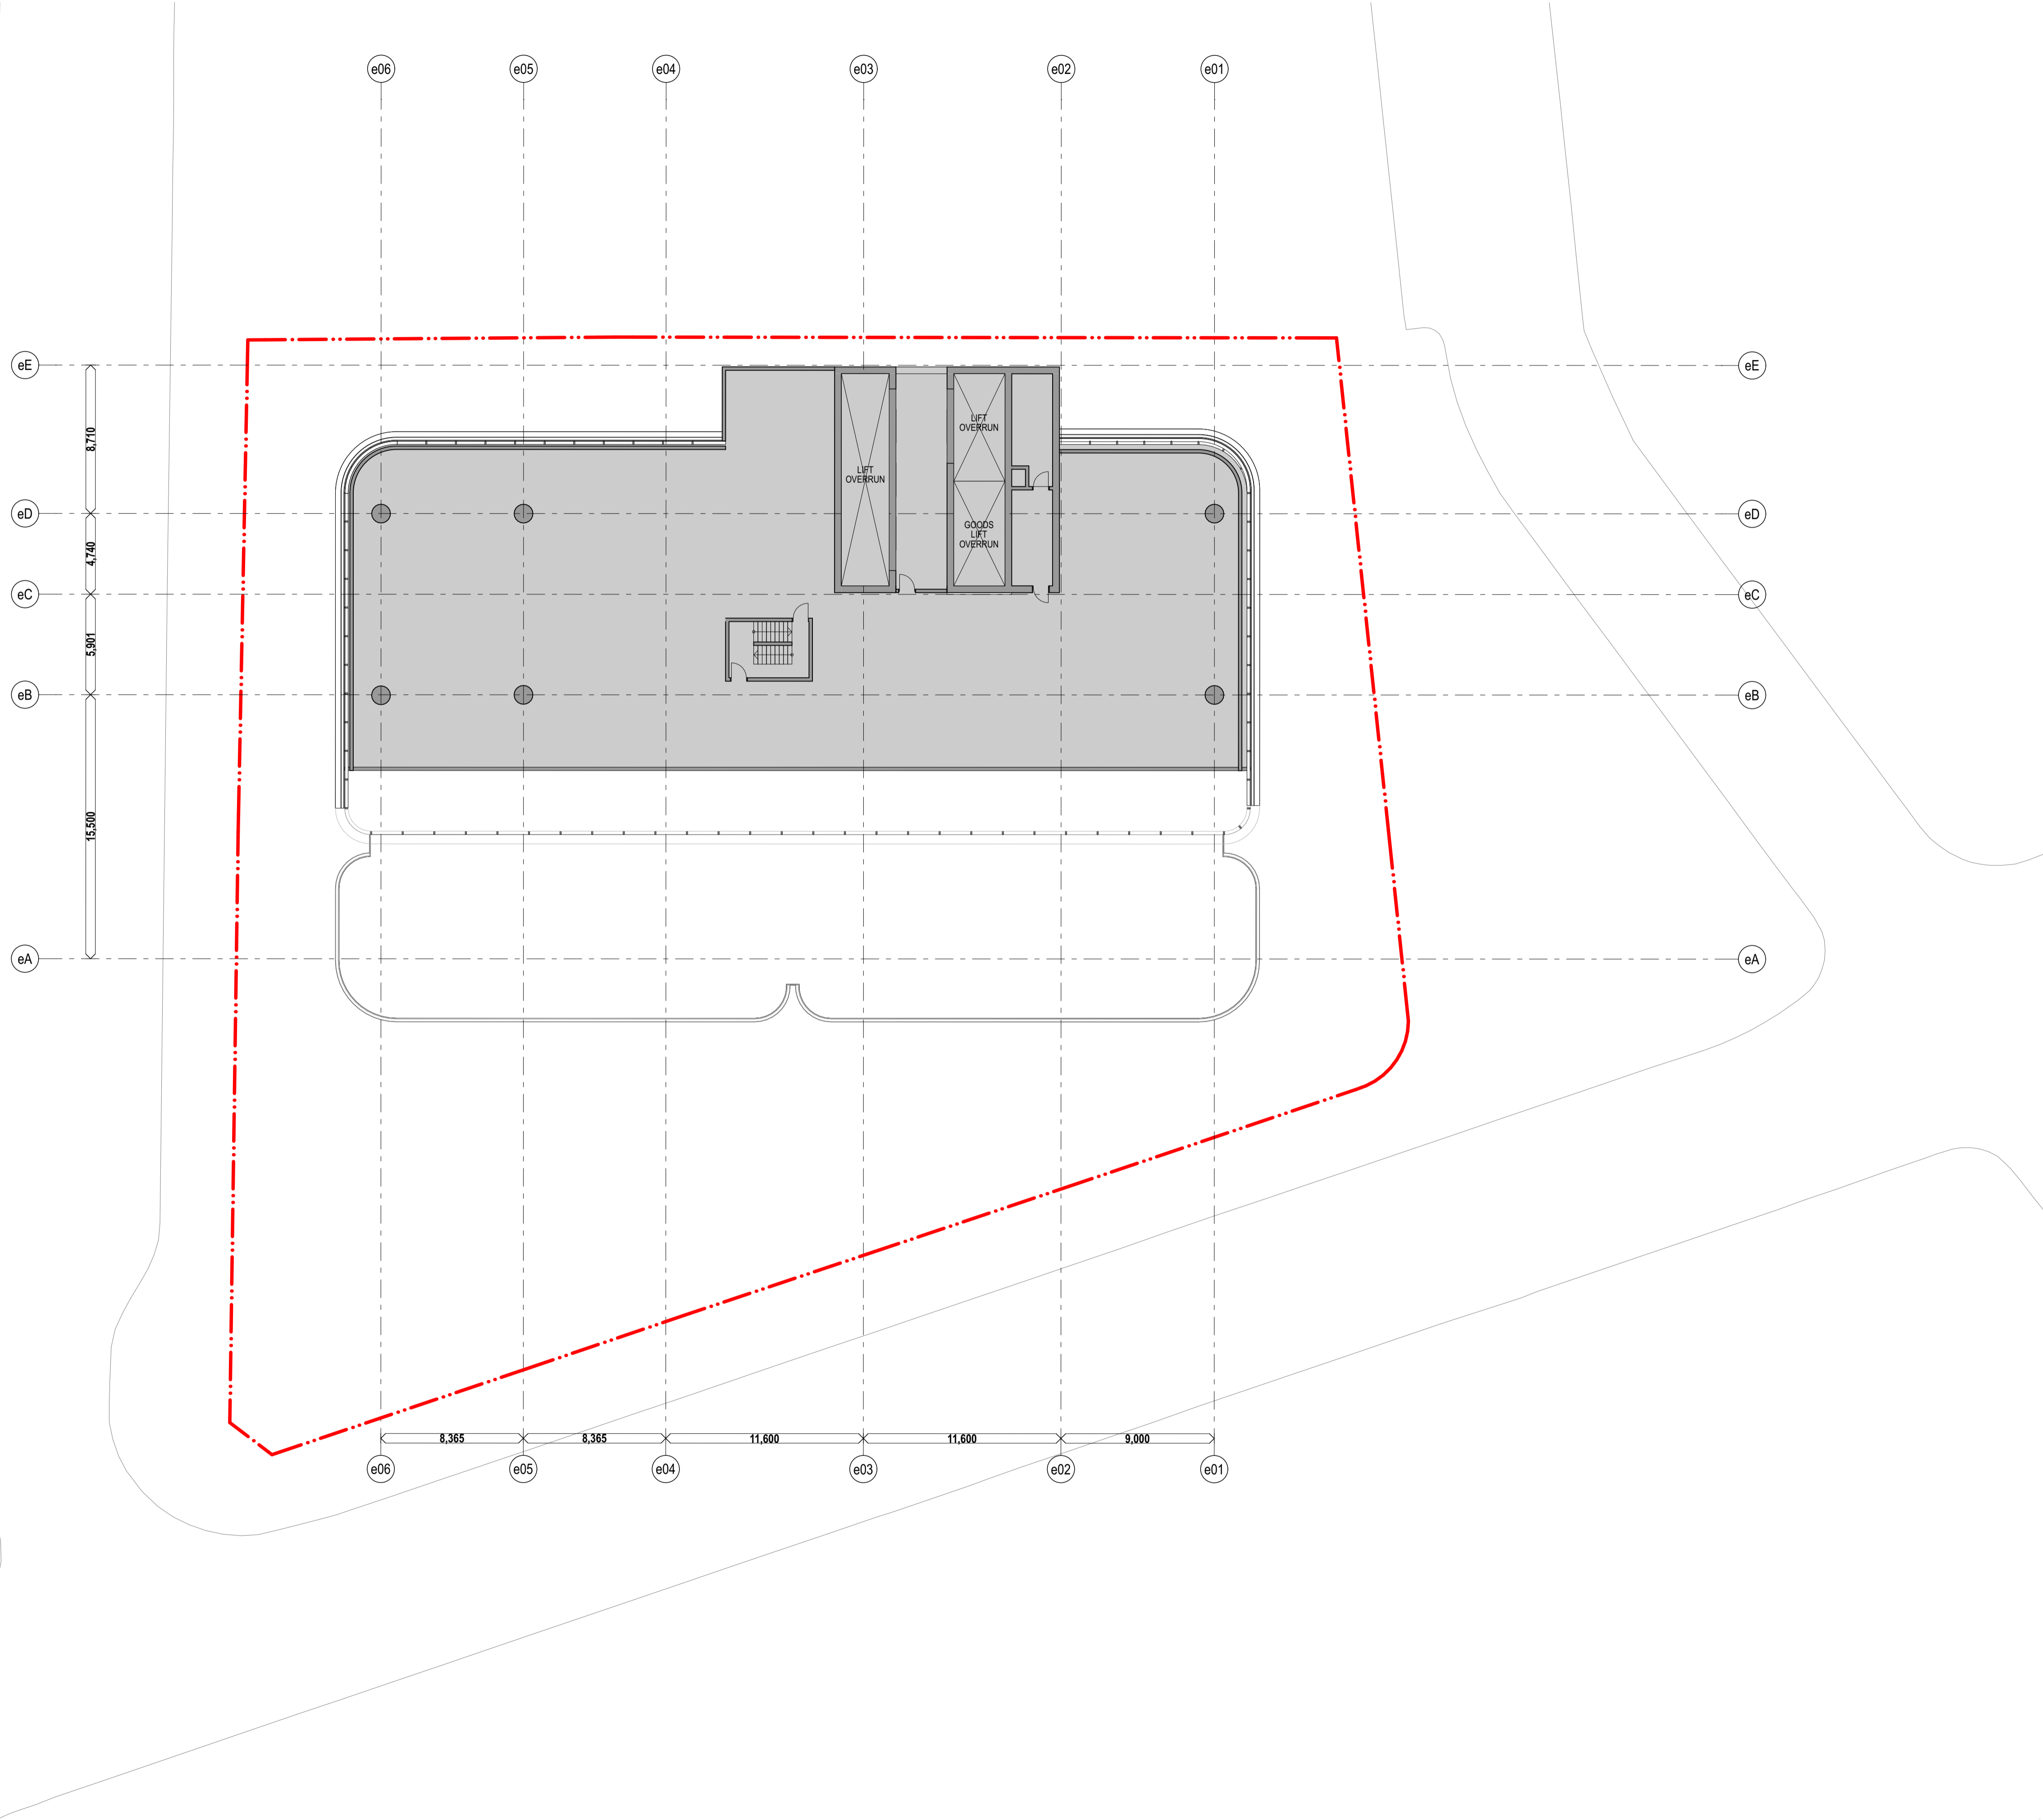 e06 e05 e04 e03 e02 e01
eE eE
8,710
LIFT
OVERRUN
LIFT
OVERRUN
eD eD
GOODS
LIFT
OVERRUN
4,740
eC eC
5,901
eB eB
15,500
eA eA
8,365 8,365 11,600 11,600 9,000
e06 e05 e04 e03 e02 e01